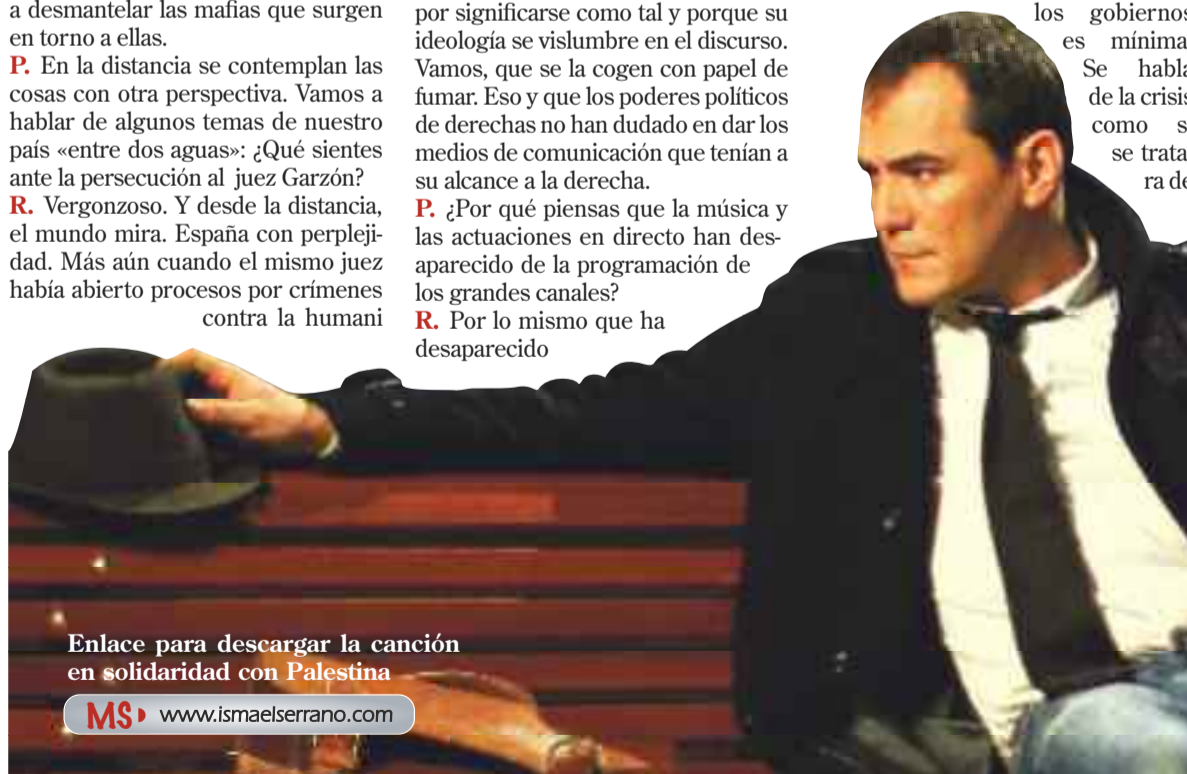 a desmantelar las mafias que surgen
en torno a ellas.
P. En la distancia se contemplan las
cosas con otra perspectiva. Vamos a
hablar de algunos temas de nuestro
país «entre dos aguas»: ¿Qué sientes
ante la persecución al juez Garzón?
R. Vergonzoso. Y desde la distancia,
el mundo mira. España con perpleji-
dad. Más aún cuando el mismo juez
había abierto procesos por crímenes
contra la humani
por significarse como tal y porque su
ideología se vislumbre en el discurso.
Vamos, que se la cogen con papel de
fumar. Eso y que los poderes políticos
de derechas no han dudado en dar los
medios de comunicación que tenían a
su alcance a la derecha.
P. ¿Por qué piensas que la música y
las actuaciones en directo han des-
aparecido de la programación de
los grandes canales?
R. Por lo mismo que ha
desaparecido
los gobiernos
es mínima
Se habla
de la crisis
como s
se trata
ra de
Enlace para descargar la canción
en solidaridad con Palestina
MS www.ismaelserrano.com